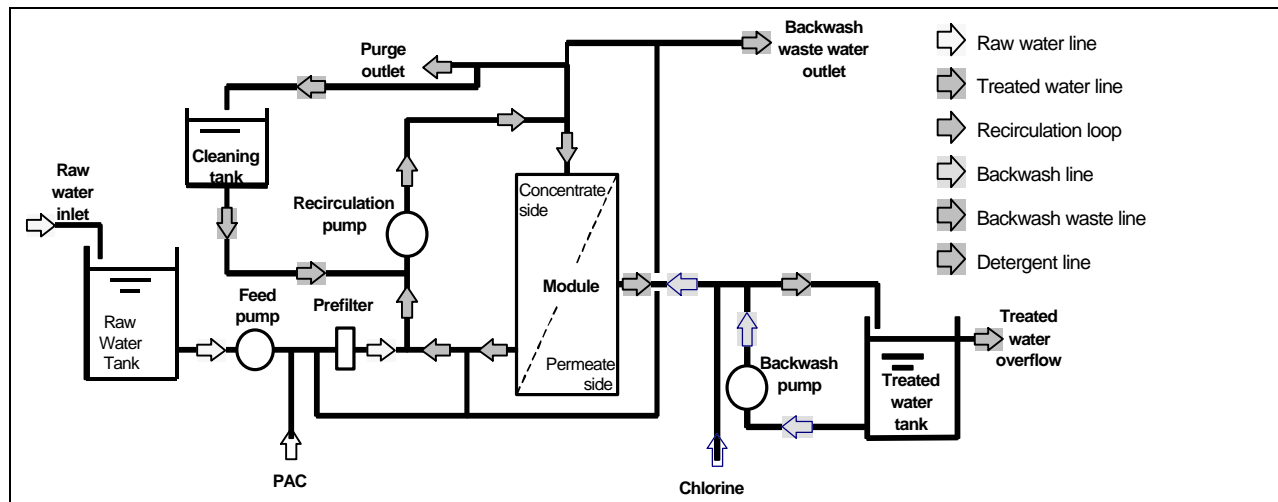 Purge
outlet
Backwash
waste water
outlet
Raw water line
Treated water line
Recirculation loop
Backwash line
Backwash waste line
Detergent line
Cleaning
tank
Raw
water
inlet
Recirculation
pump
Concentrate
side
Module
Permeate
side
Feed
pump
Prefilter
Raw
Water
Tank
PAC
Backwash
pump
Chlorine
Treated
water
tank
Treated
water
overflow